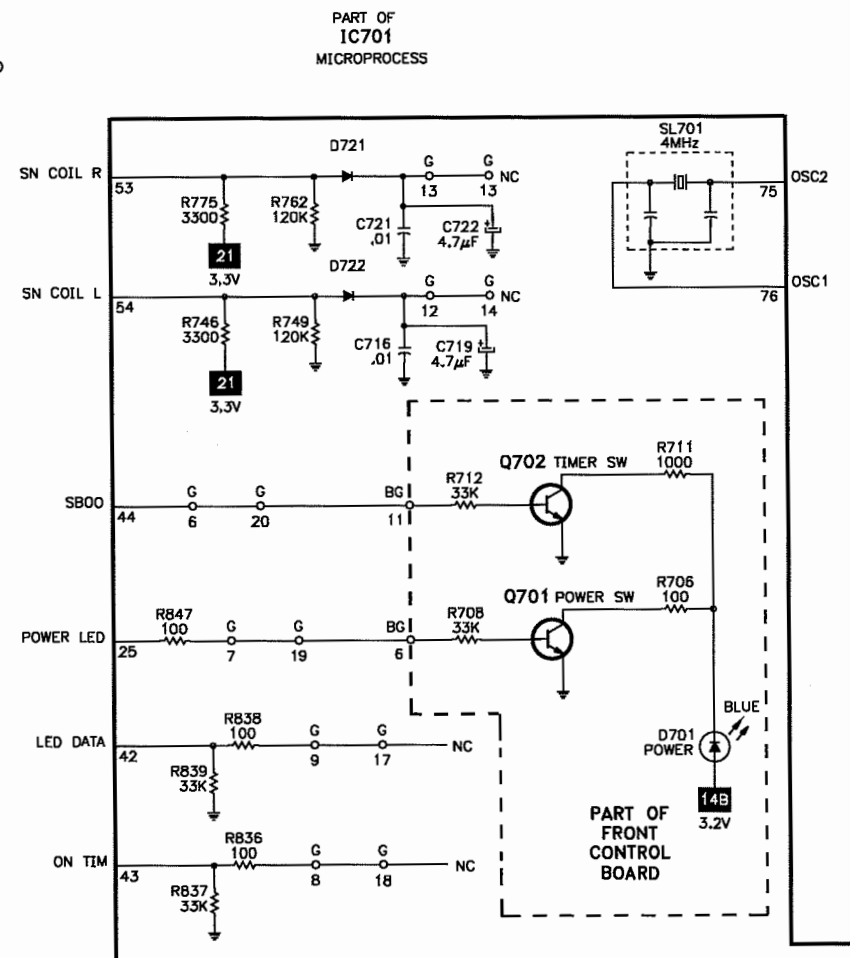 PART OF
IC701
MICROPROCESS
SN COIL R
53
D721
G
13
G
13
NC
R775
3300
R762
120K
C721
.01
C722
4.7µF
+
21
3.3V
SL701
4MHz
OSC2
75
OSC1
76
SN COIL L
54
D722
G
12
G
14
NC
R746
3300
R749
120K
C716
.01
C719
4.7µF
+
21
3.3V
SBOO
44
G
6
G
20
BG
11
R712
33K
Q702 TIMER SW
R711
1000
POWER LED
25
R847
100
G
7
G
19
BG
6
R708
33K
Q701 POWER SW
R706
100
BLUE
D701
POWER
14B
3.2V
LED DATA
42
R838
100
G
9
G
17
NC
R839
33K
PART OF
FRONT
CONTROL
BOARD
ON TIM
43
R836
100
G
8
G
18
NC
R837
33K